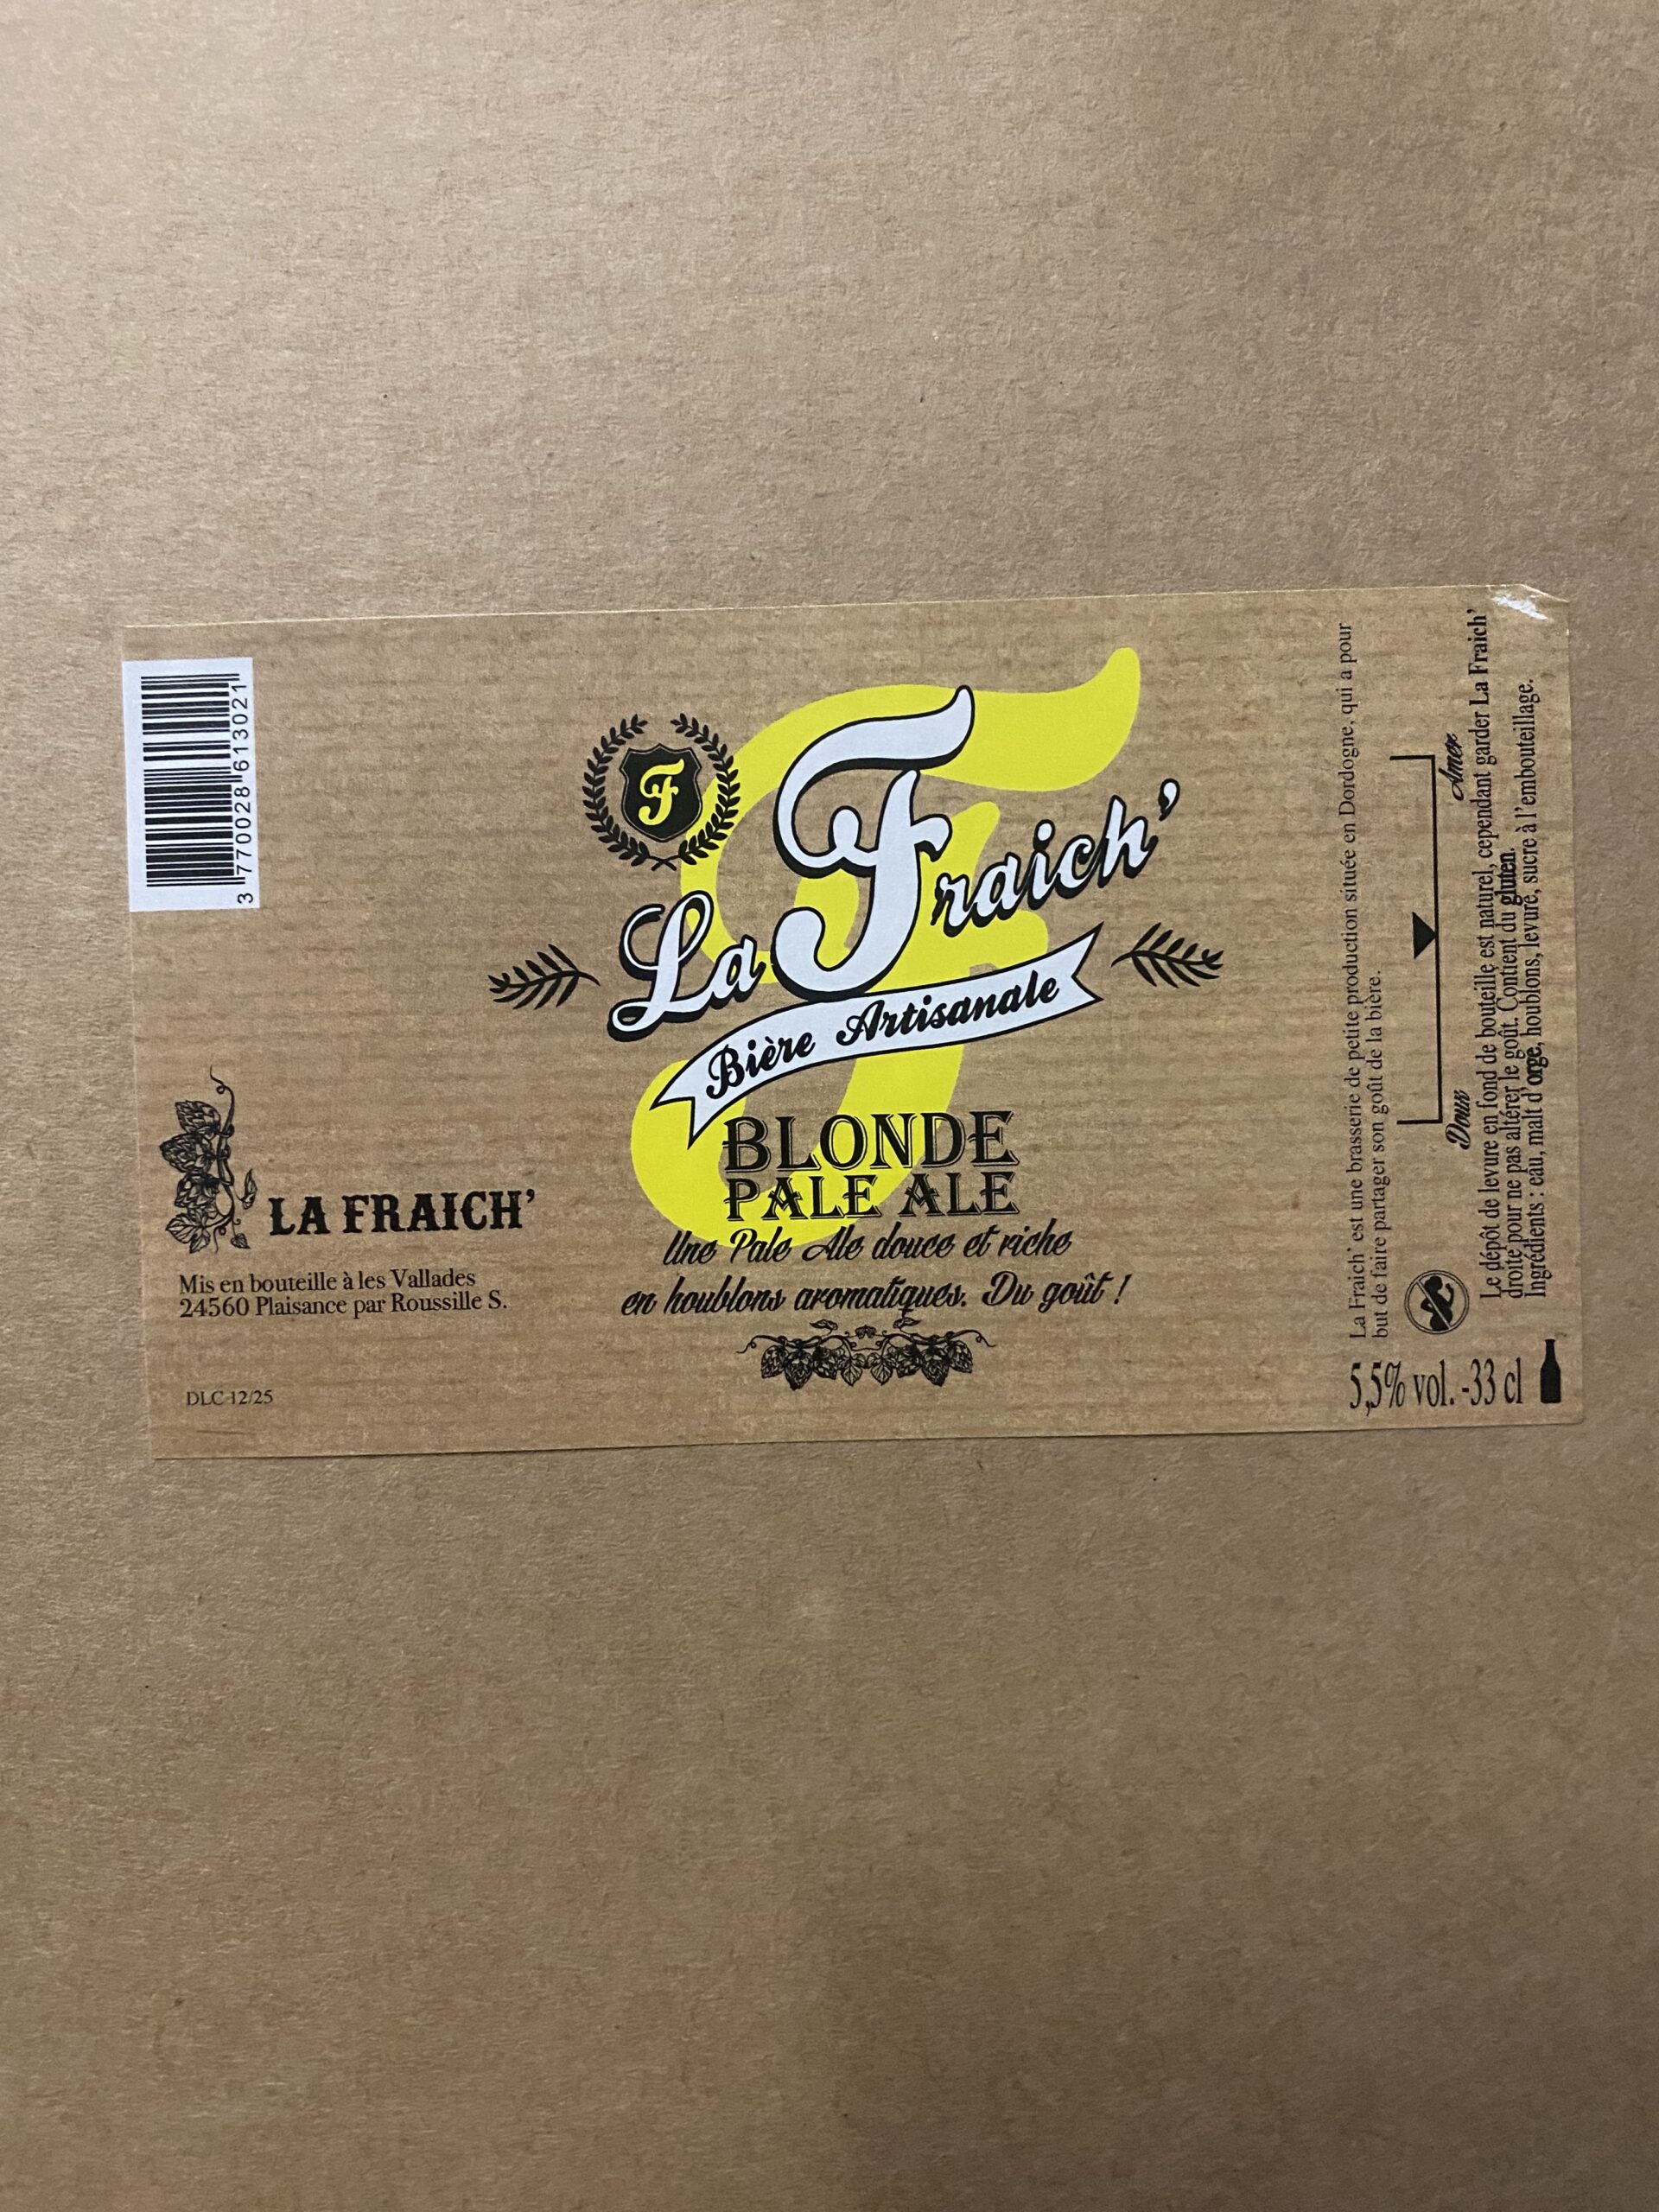 3 770028 613021
LA FRAICH'
Mis en bouteille à les Vallades
24560 Plaisance par Roussille S.
DLC 12/25
F
La Fraich'
Bière Artisanale
BLONDE
PALE ALE
Une Pale Ale douce et riche
en houblons aromatiques. Du goût !
La Fraich' est une brasserie de petite production située en Dordogne, qui a pour
but de faire partager son goût de la bière.
Doux
Amer
Le dépôt de levure en fond de bouteille est naturel, cependant garder La Fraich'
droite pour ne pas altérer le goût. Contient du gluten.
Ingrédients : eau, malt d'orge, houblons, levure, sucre à l'embouteillage.
5,5% vol. -33 cl